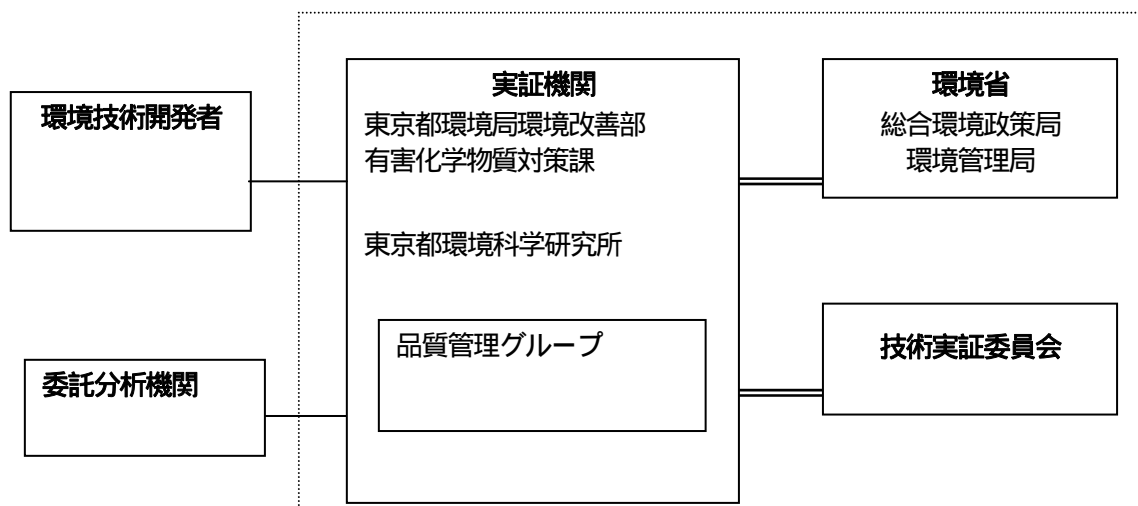 環境技術開発者
委託分析機関
実証機関
東京都環境局環境改善部
有害化学物質対策課
東京都環境科学研究所
品質管理グループ
環境省
総合環境政策局
環境管理局
技術実証委員会